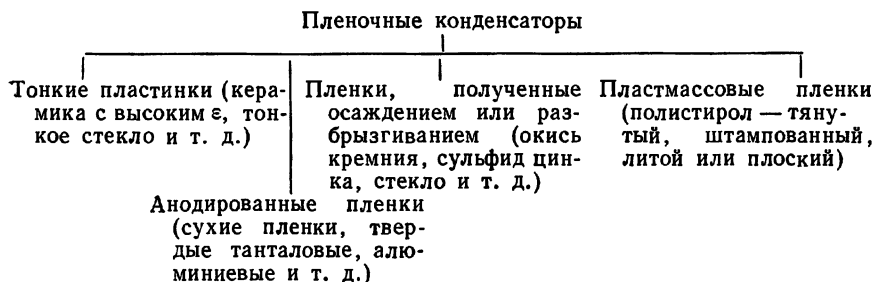 Пленочные конденсаторы
Тонкие пластинки (кера-
мика с высоким ε, тон-
кое стекло и т. д.)
Анодированные пленки
(сухие пленки, твер-
дые танталовые, алю-
миниевые и т. д.)
Пленки, полученные
осаждением или раз-
брызгиванием (окись
кремния, сульфид цин-
ка, стекло и т. д.)
Пластмассовые пленки
(полистирол — тяну-
тый, штампованный,
литой или плоский)